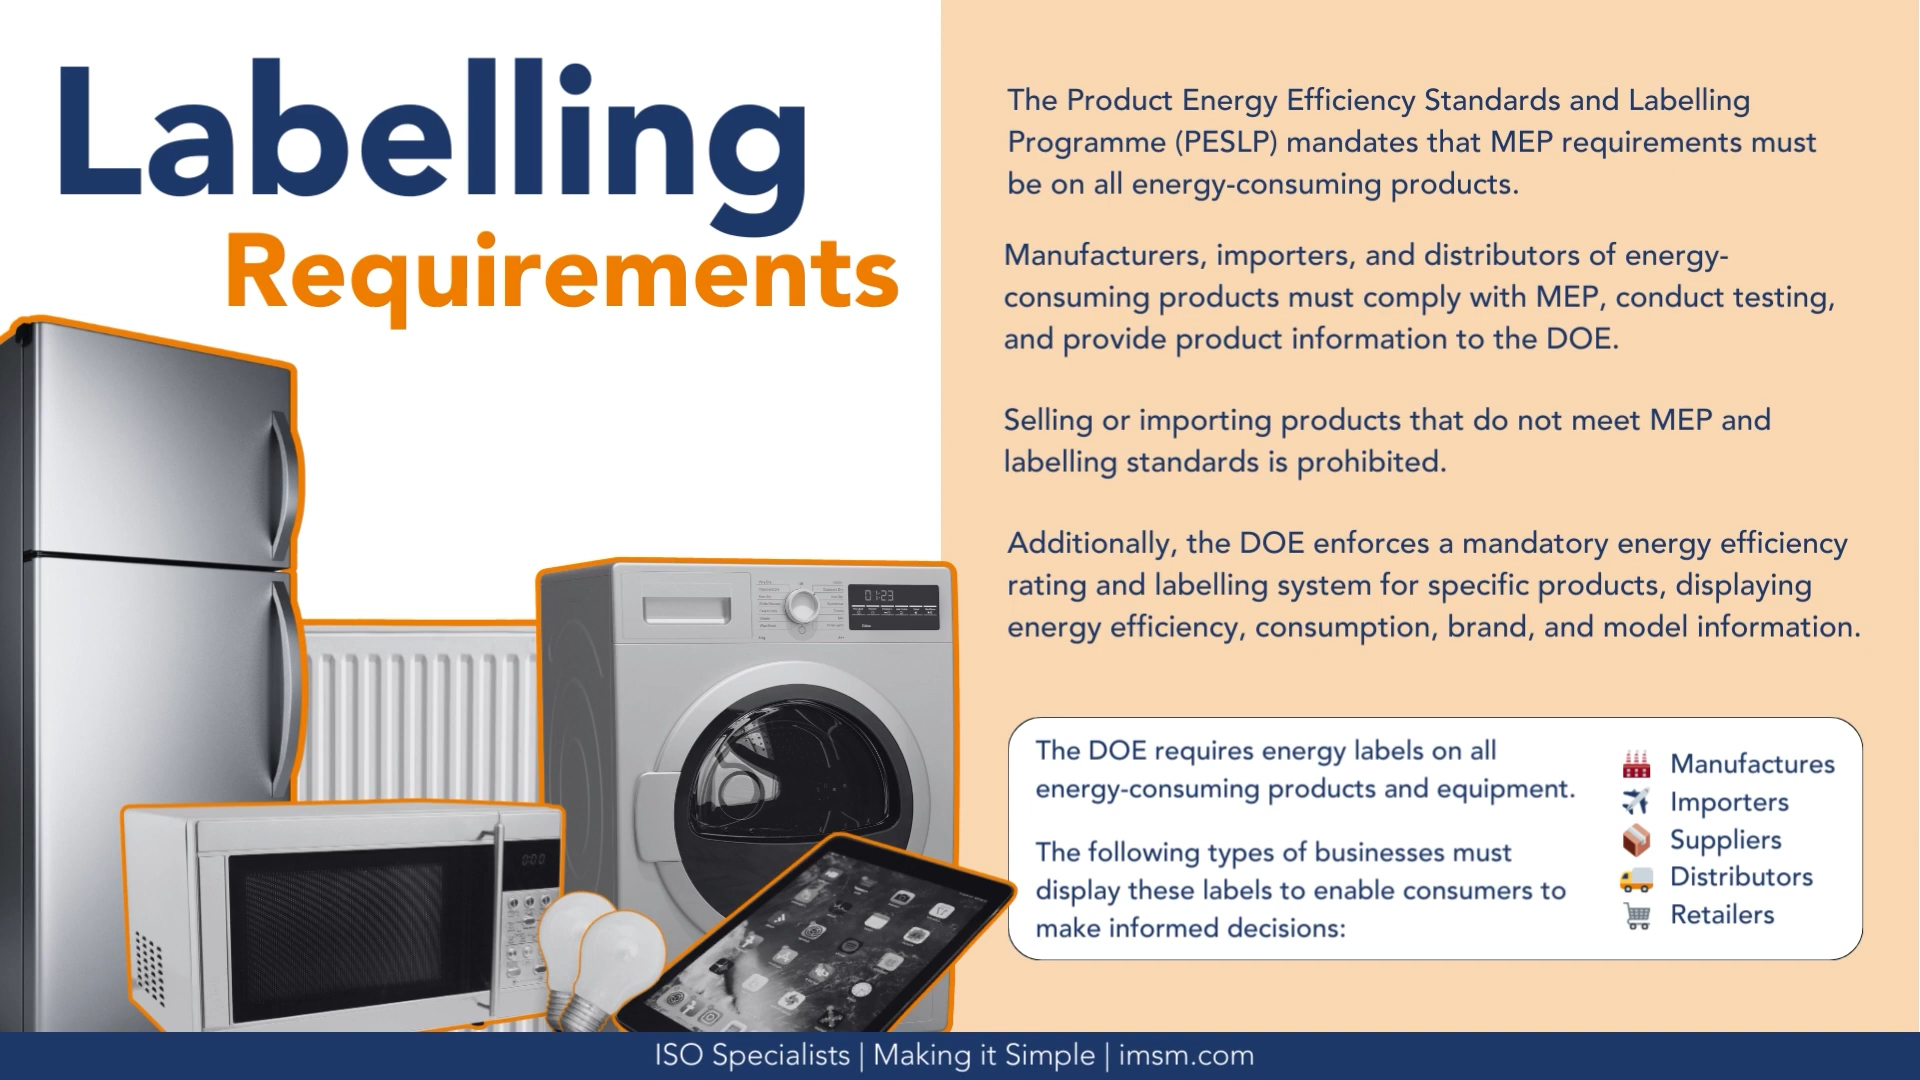 Labelling
Requirements
The Product Energy Efficiency Standards and Labelling
Programme (PESLP) mandates that MEP requirements must
be on all energy-consuming products.
Manufacturers, importers, and distributors of energy-
consuming products must comply with MEP, conduct testing,
and provide product information to the DOE.
Selling or importing products that do not meet MEP and
labelling standards is prohibited.
Additionally, the DOE enforces a mandatory energy efficiency
rating and labelling system for specific products, displaying
energy efficiency, consumption, brand, and model information.
The DOE requires energy labels on all
energy-consuming products and equipment.
The following types of businesses must
display these labels to enable consumers to
make informed decisions:
Manufactures
Importers
Suppliers
Distributors
Retailers
01:23
0:00
ISO Specialists | Making it Simple | imsm.com